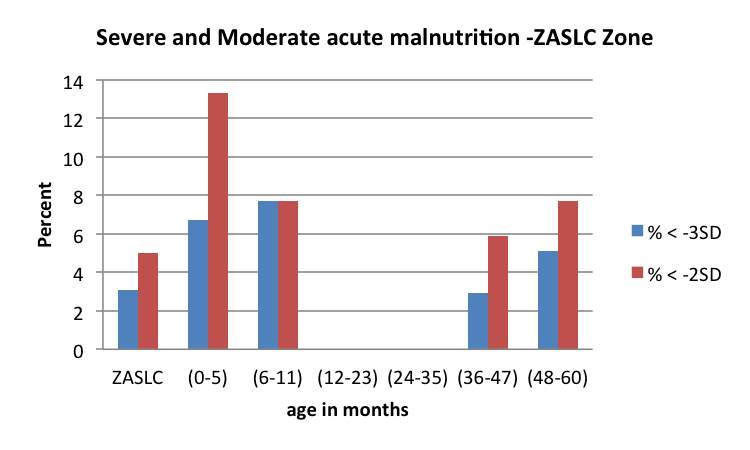 Severe and Moderate acute malnutrition -ZASLC Zone
14
12
10
8
6
4
2
0
Percent
ZASLC (0-5) (6-11) (12-23) (24-35) (36-47) (48-60)
age in months
% < -3SD
% < -2SD